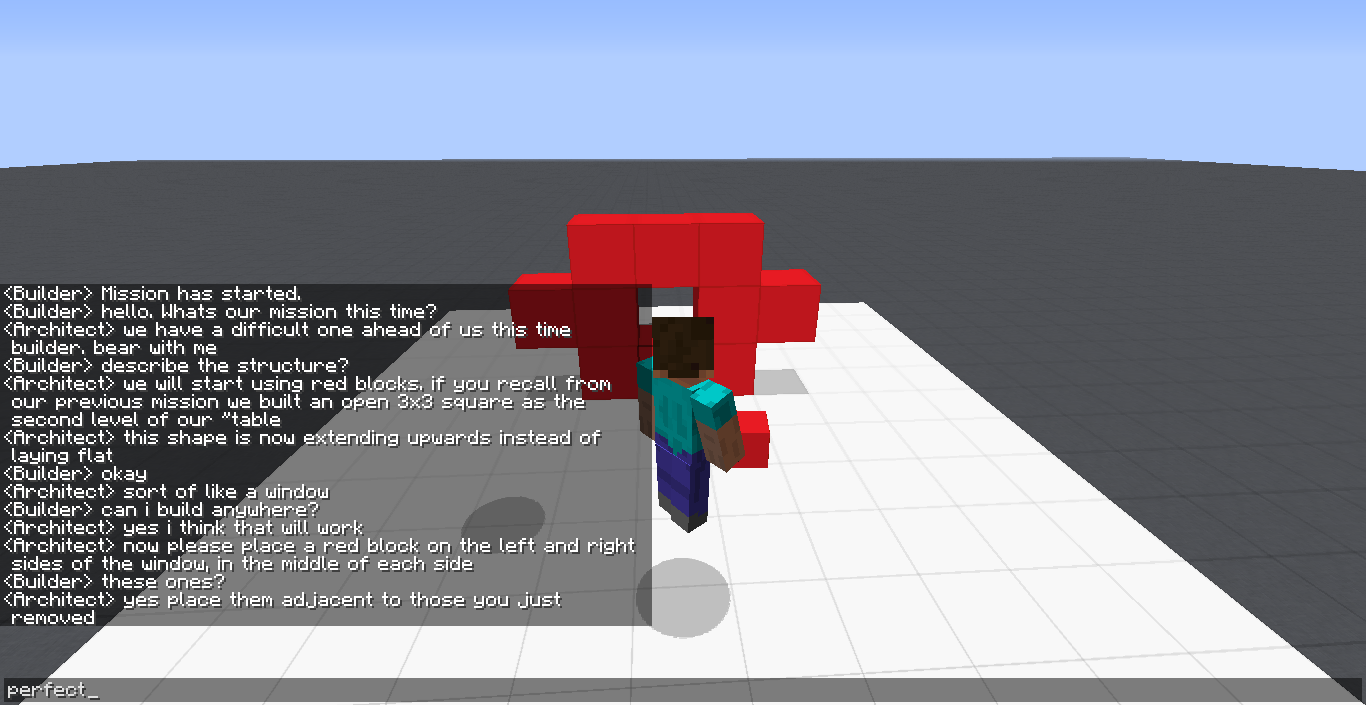 <Builder> Mission has started.
<Builder> hello. Whats our mission this time?
<Architect> we have a difficult one ahead of us this time
builder. bear with me
<Builder> describe the structure?
<Architect> we will start using red blocks. if you recall from
our previous mission we built an open 3x3 square as the
second level of our "table
<Architect> this shape is now extending upwards instead of
laying flat
<Builder> okay
<Architect> sort of like a window
<Builder> can i build anywhere?
<Architect> yes i think that will work
<Architect> now please place a red block on the left and right
sides of the window, in the middle of each side
<Builder> these ones?
<Architect> yes place them adjacent to those you just
removed
perfect_